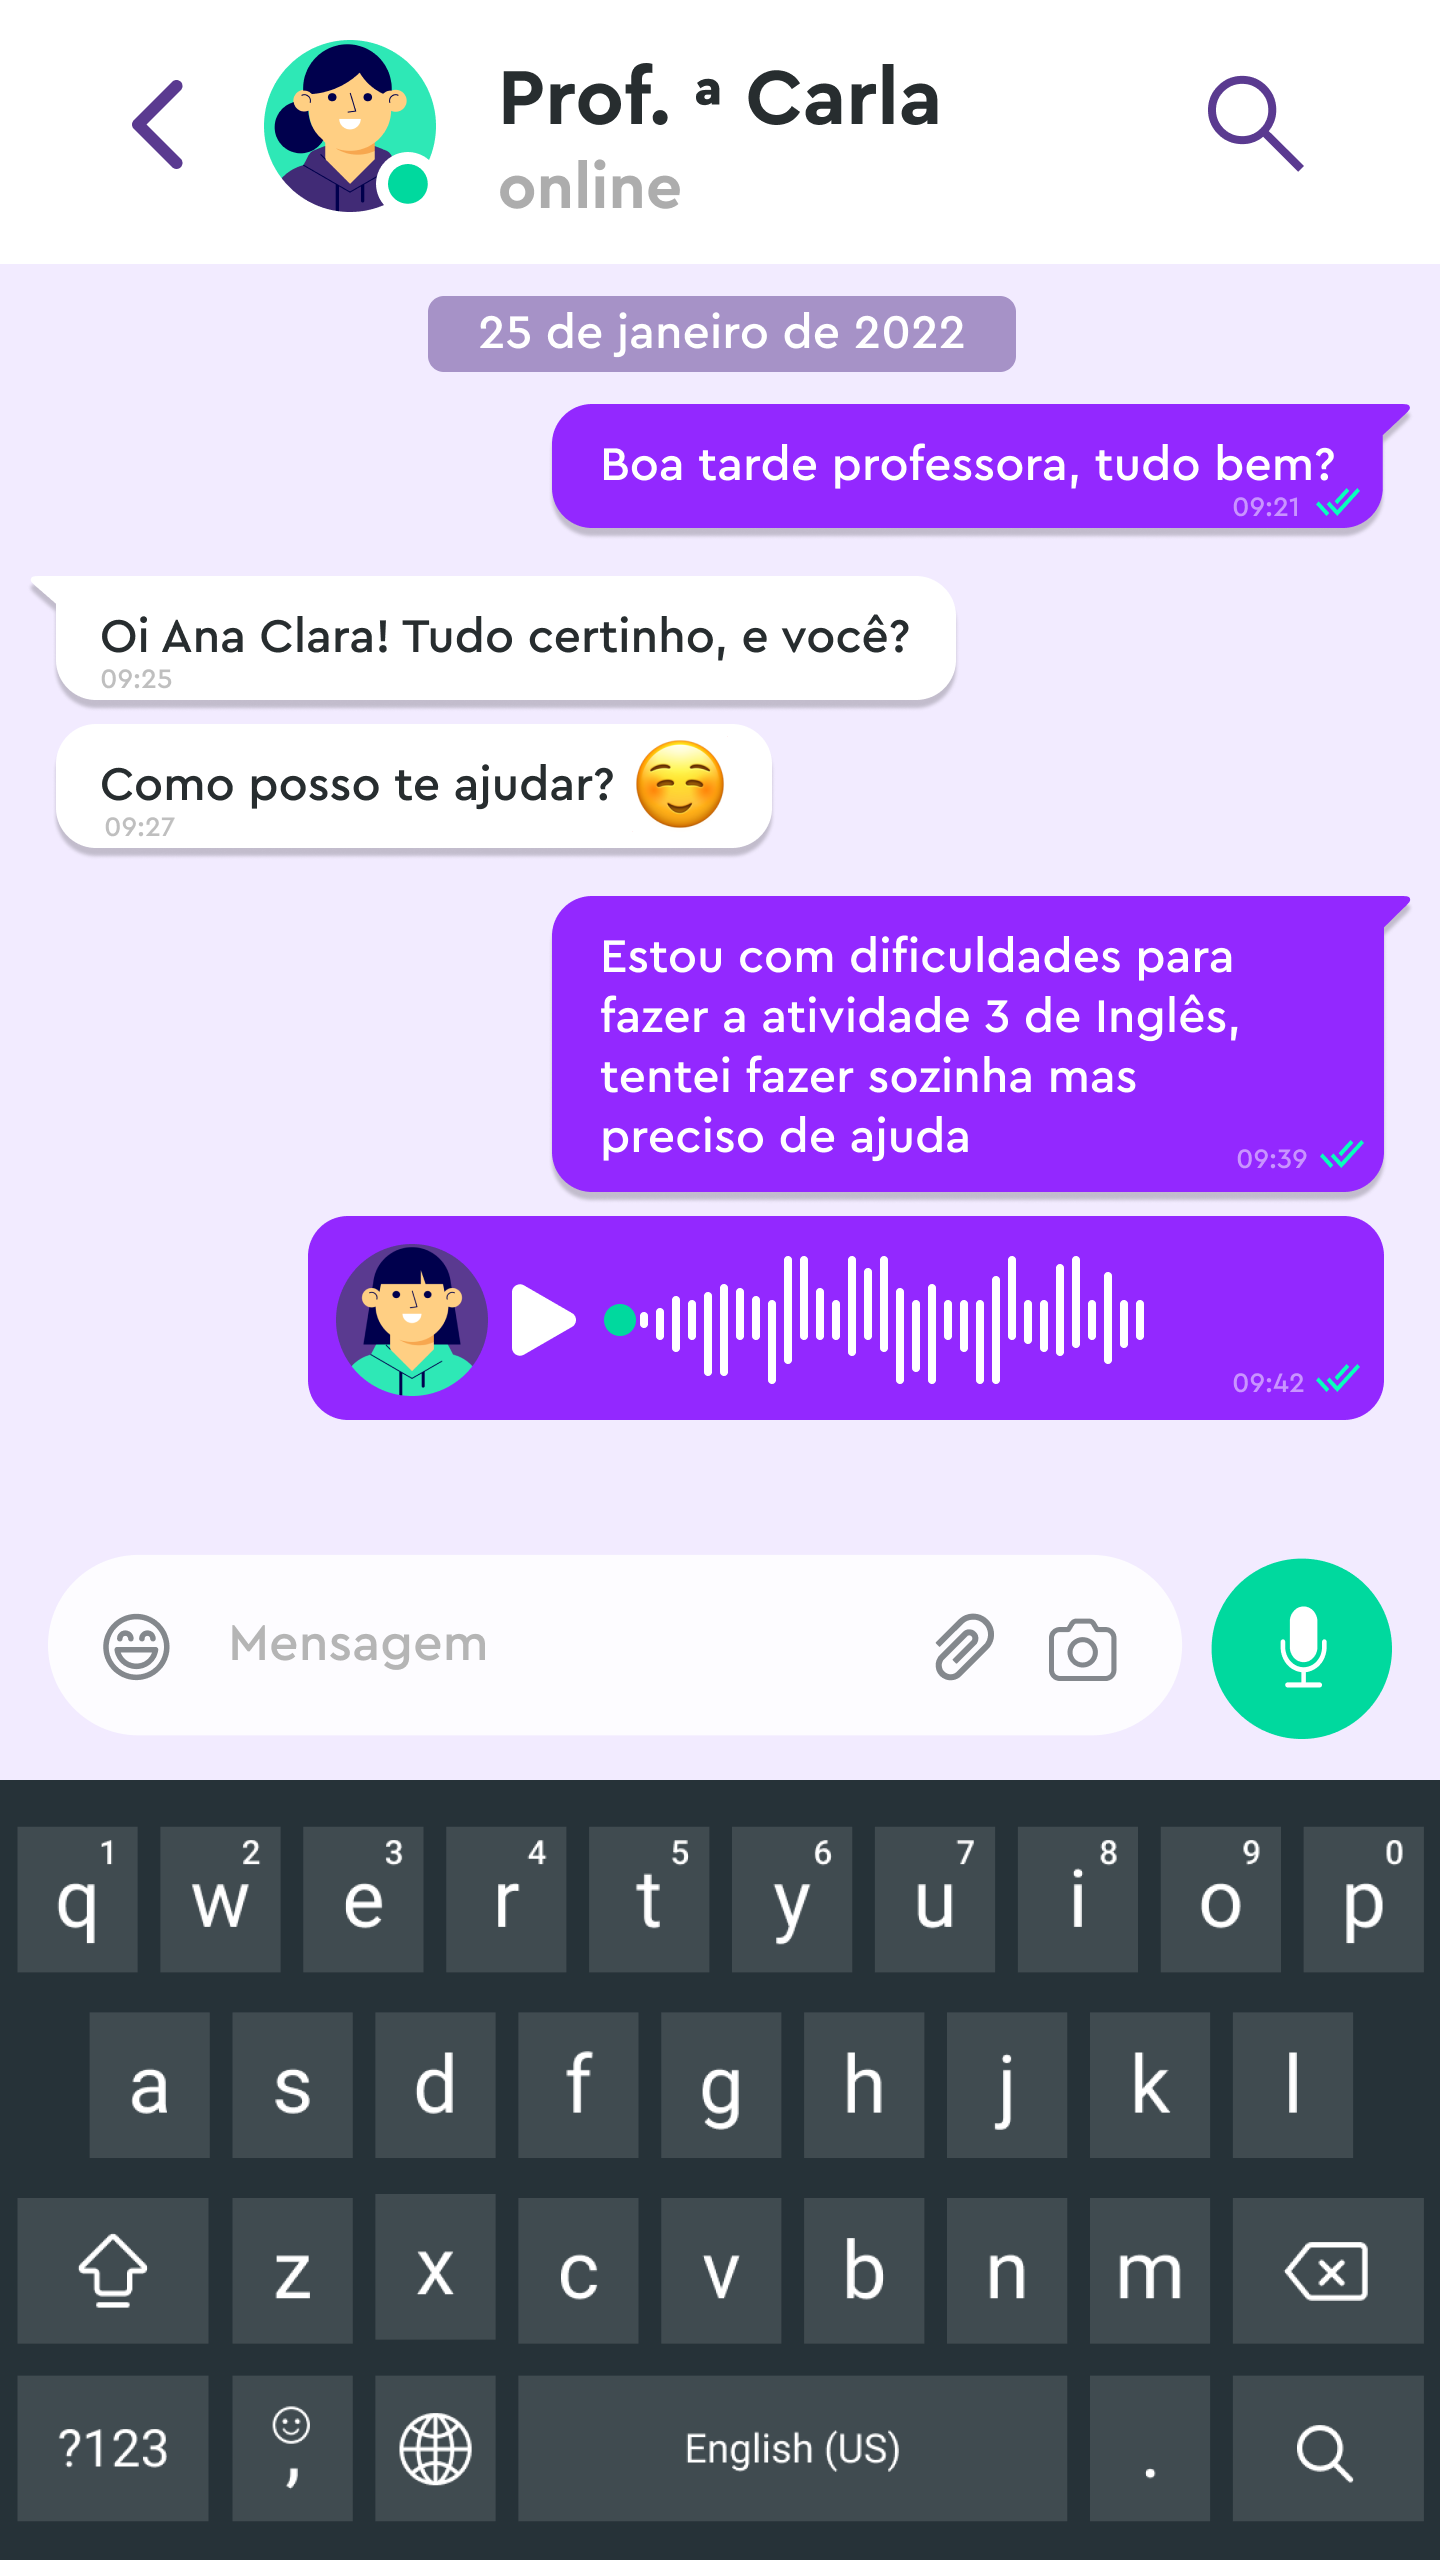 Prof. ª Carla
online
25 de janeiro de 2022
Boa tarde professora, tudo bem?
09:21
Oi Ana Clara! Tudo certinho, e você?
09:25
Como posso te ajudar? ☺️
09:27
Estou com dificuldades para
fazer a atividade 3 de Inglês,
tentei fazer sozinha mas
preciso de ajuda
09:39
09:42
Mensagem
1 2 3 4 5 6 7 8 9 0
q w e r t y u i o p
a s d f g h j k l
z x c v b n m
?123 , English (US) .